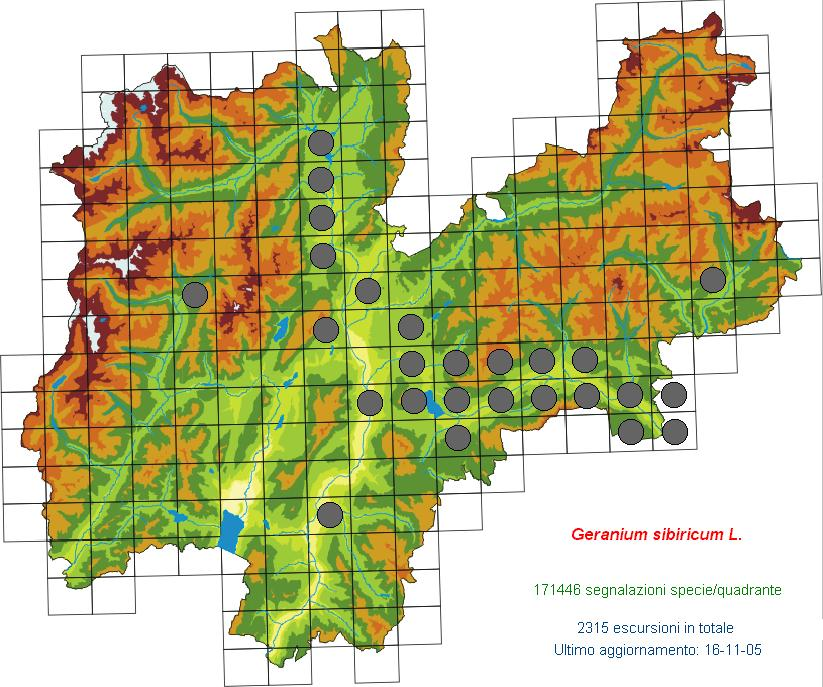 Geranium sibiricum L.
171446 segnalazioni specie/quadrante
2315 escursioni in totale
Ultimo aggiornamento: 16-11-05